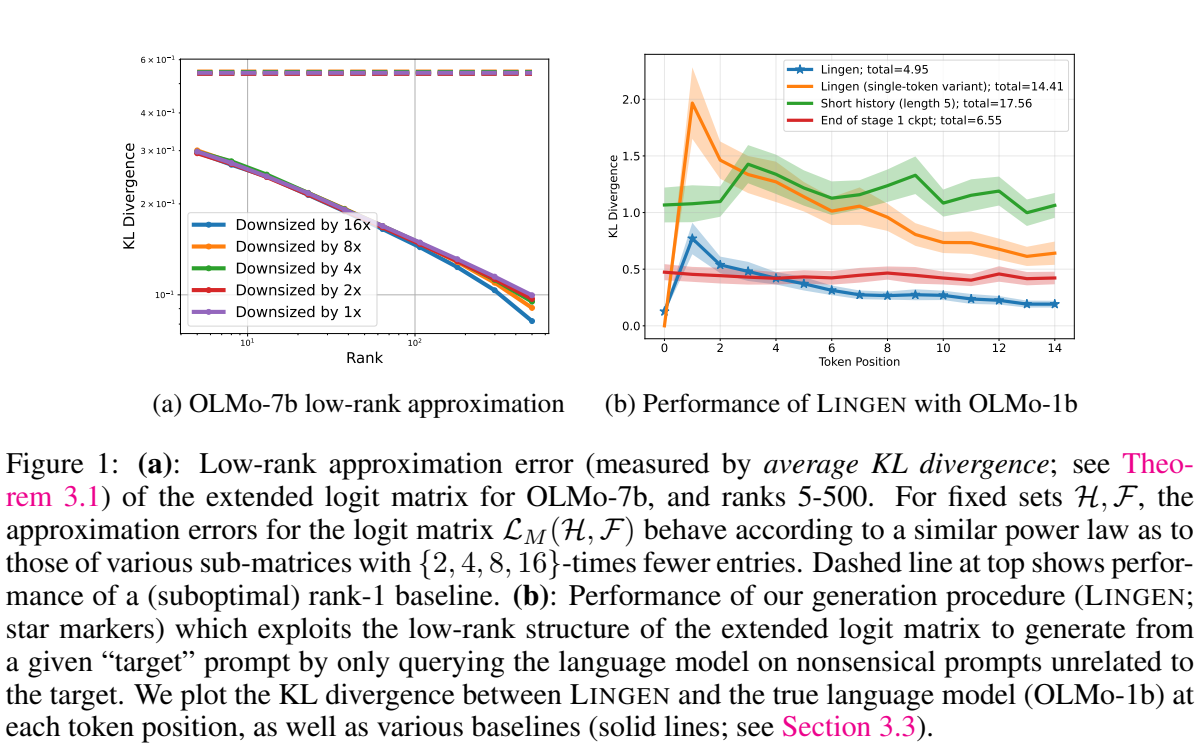 6 × 10⁻¹
4 × 10⁻¹
3 × 10⁻¹
2 × 10⁻¹
10⁻¹
KL Divergence
Downsized by 16x
Downsized by 8x
Downsized by 4x
Downsized by 2x
Downsized by 1x
10¹
10²
Rank
2.0
1.5
1.0
0.5
0.0
KL Divergence
Lingen; total=4.95
Lingen (single-token variant); total=14.41
Short history (length 5); total=17.56
End of stage 1 ckpt; total=6.55
0 2 4 6 8 10 12 14
Token Position
(a) OLMo-7b low-rank approximation
(b) Performance of LINGEN with OLMo-1b
Figure 1: (a): Low-rank approximation error (measured by average KL divergence; see Theo-
rem 3.1) of the extended logit matrix for OLMo-7b, and ranks 5-500. For fixed sets ℋ, ℱ, the
approximation errors for the logit matrix ℒ_M(ℋ, ℱ) behave according to a similar power law as to
those of various sub-matrices with {2, 4, 8, 16}-times fewer entries. Dashed line at top shows perfor-
mance of a (suboptimal) rank-1 baseline. (b): Performance of our generation procedure (LINGEN;
star markers) which exploits the low-rank structure of the extended logit matrix to generate from
a given “target” prompt by only querying the language model on nonsensical prompts unrelated to
the target. We plot the KL divergence between LINGEN and the true language model (OLMo-1b) at
each token position, as well as various baselines (solid lines; see Section 3.3).